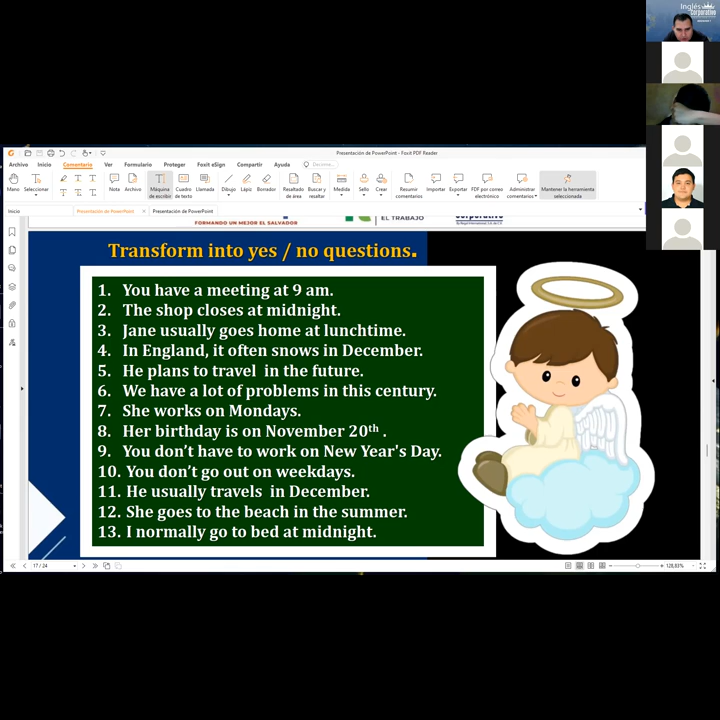 Inglés
Corporativo
Presentación de PowerPoint - Foxit PDF Reader
Archivo Inicio Comentario Ver Formulario Proteger Foxit eSign Compartir Ayuda
Mano Seleccionar Nota Archivo Máquina de escribir Cuadro de texto Llamada Dibujo Lápiz Borrador Resaltado de área Buscar y resaltar Medida Sello Crear Resumir comentarios Importar Exportar PDF por correo electrónico Administrar comentarios Mantener la herramienta seleccionada
Inicio Presentación de PowerPoint Presentación de PowerPoint
FORMANDO UN MEJOR EL SALVADOR
EL TRABAJO
Transform into yes / no questions.
1. You have a meeting at 9 am.
2. The shop closes at midnight.
3. Jane usually goes home at lunchtime.
4. In England, it often snows in December.
5. He plans to travel in the future.
6. We have a lot of problems in this century.
7. She works on Mondays.
8. Her birthday is on November 20th .
9. You don't have to work on New Year's Day.
10. You don't go out on weekdays.
11. He usually travels in December.
12. She goes to the beach in the summer.
13. I normally go to bed at midnight.
17 / 24
128,83%